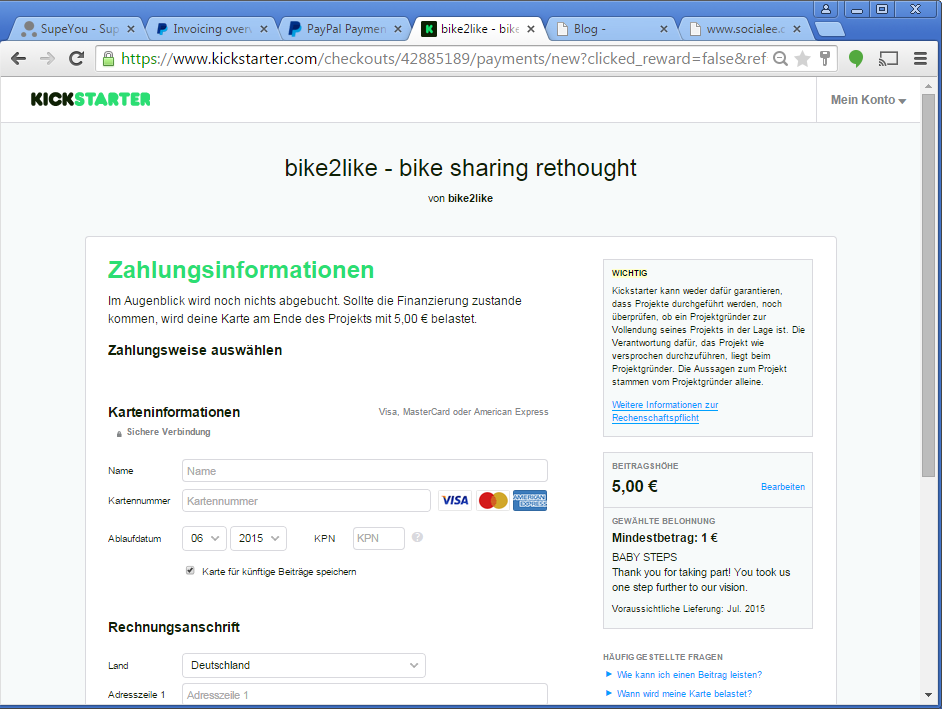 SupeYou - Sup
Invoicing over
PayPal Paymen
bike2like - bike
Blog -
www.socialee.c
https://www.kickstarter.com/checkouts/42885189/payments/new?clicked_reward=false&ref
KICKSTARTER
Mein Konto
bike2like - bike sharing rethought
von bike2like
Zahlungsinformationen
Im Augenblick wird noch nichts abgebucht. Sollte die Finanzierung zustande
kommen, wird deine Karte am Ende des Projekts mit 5,00 € belastet.
Zahlungsweise auswählen
Karteninformationen
Visa, MasterCard oder American Express
Sichere Verbindung
Name
Name
Kartennummer
Kartennummer
VISA
MasterCard
AMERICAN
EXPRESS
Ablaufdatum
06
2015
KPN
KPN
?
Karte für künftige Beiträge speichern
Rechnungsanschrift
Land
Deutschland
Adresszeile 1
Adresszeile 1
WICHTIG
Kickstarter kann weder dafür garantieren,
dass Projekte durchgeführt werden, noch
überprüfen, ob ein Projektgründer zur
Vollendung seines Projekts in der Lage ist. Die
Verantwortung dafür, das Projekt wie
versprochen durchzuführen, liegt beim
Projektgründer. Die Aussagen zum Projekt
stammen vom Projektgründer alleine.
Weitere Informationen zur
Rechenschaftspflicht
BEITRAGSHÖHE
5,00 €
Bearbeiten
GEWÄHLTE BELOHNUNG
Mindestbetrag: 1 €
BABY STEPS
Thank you for taking part! You took us
one step further to our vision.
Voraussichtliche Lieferung: Jul. 2015
HÄUFIG GESTELLTE FRAGEN
Wie kann ich einen Beitrag leisten?
Wann wird meine Karte belastet?